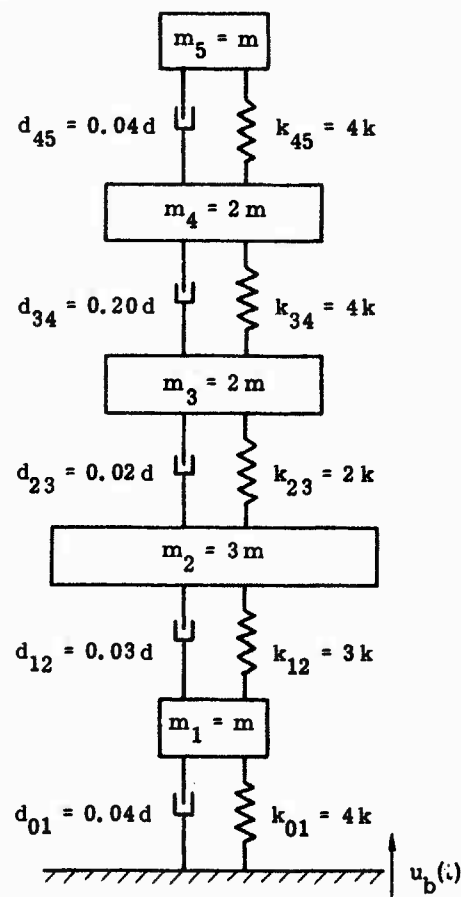 m₅ = m
d₄₅ = 0.04 d
k₄₅ = 4 k
m₄ = 2 m
d₃₄ = 0.20 d
k₃₄ = 4 k
m₃ = 2 m
d₂₃ = 0.02 d
k₂₃ = 2 k
m₂ = 3 m
d₁₂ = 0.03 d
k₁₂ = 3 k
m₁ = m
d₀₁ = 0.04 d
k₀₁ = 4 k
u_b(i)